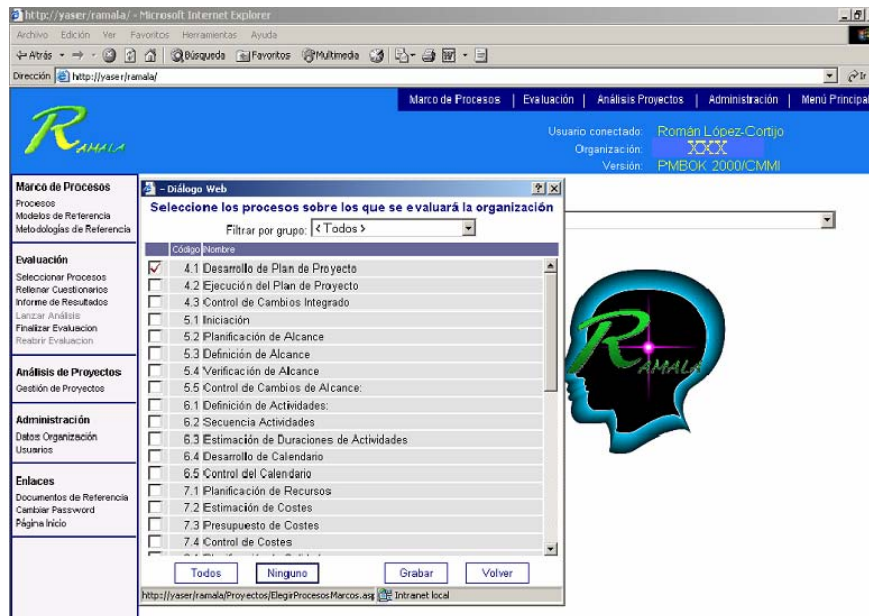 http://yaser/ramala/ - Microsoft Internet Explorer
Archivo Edición Ver Favoritos Herramientas Ayuda
Atrás Búsqueda Favoritos Multimedia
Dirección http://yaser/ramala/ Ir
Marco de Procesos | Evaluación | Análisis Proyectos | Administración | Menú Principal
RAMALA
Usuario conectado: Román López-Cortijo
Organización: XXX
Versión: PMBOK 2000/CMMI
Marco de Procesos
Procesos
Modelos de Referencia
Metodologías de Referencia
Evaluación
Seleccionar Procesos
Rellenar Cuestionarios
Informe de Resultados
Lanzar Análisis
Finalizar Evaluacion
Reabrir Evaluacion
Análisis de Proyectos
Gestión de Proyectos
Administración
Datos Organización
Usuarios
Enlaces
Documentos de Referencia
Cambiar Password
Página Inicio
- Diálogo Web
Seleccione los procesos sobre los que se evaluará la organización
Filtrar por grupo: <Todos>
Código Nombre
4.1 Desarrollo de Plan de Proyecto
4.2 Ejecución del Plan de Proyecto
4.3 Control de Cambios Integrado
5.1 Iniciación
5.2 Planificación de Alcance
5.3 Definición de Alcance
5.4 Verificación de Alcance
5.5 Control de Cambios de Alcance:
6.1 Definición de Actividades:
6.2 Secuencia Actividades
6.3 Estimación de Duraciones de Actividades
6.4 Desarrollo de Calendario
6.5 Control del Calendario
7.1 Planificación de Recursos
7.2 Estimación de Costes
7.3 Presupuesto de Costes
7.4 Control de Costes
Todos Ninguno Grabar Volver
http://yaser/ramala/Proyectos/ElegirProcesosMarcos.asp Intranet local
RAMALA